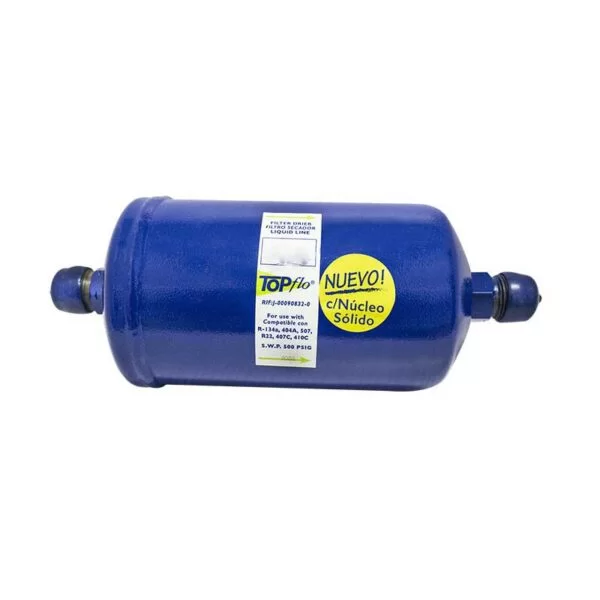 FILTER DRIER
FILTRO SECADOR
LIQUID LINE
TOPflo®
RIF:J-00090832-0
For use with
Compatible con
R-134a, 404A, 507,
R22, 407C, 410C
S.W.P. 500 PSIG
NUEVO!
c/Núcleo
Sólido